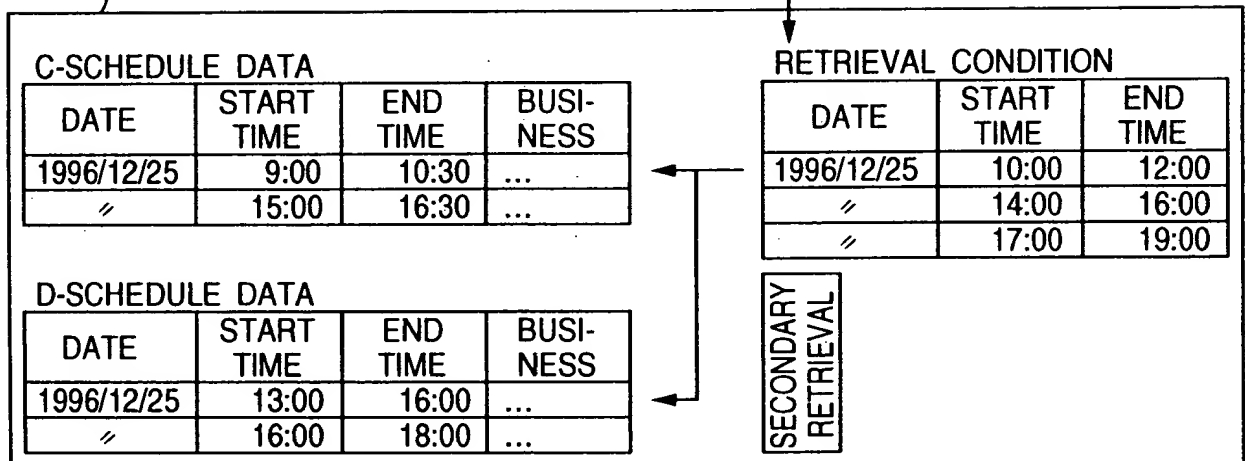 C-SCHEDULE DATA
DATE START TIME END TIME BUSI-NESS
1996/12/25 9:00 10:30 ...
〃 15:00 16:30 ...
D-SCHEDULE DATA
DATE START TIME END TIME BUSI-NESS
1996/12/25 13:00 16:00 ...
〃 16:00 18:00 ...
RETRIEVAL CONDITION
DATE START TIME END TIME
1996/12/25 10:00 12:00
〃 14:00 16:00
〃 17:00 19:00
SECONDARY
RETRIEVAL